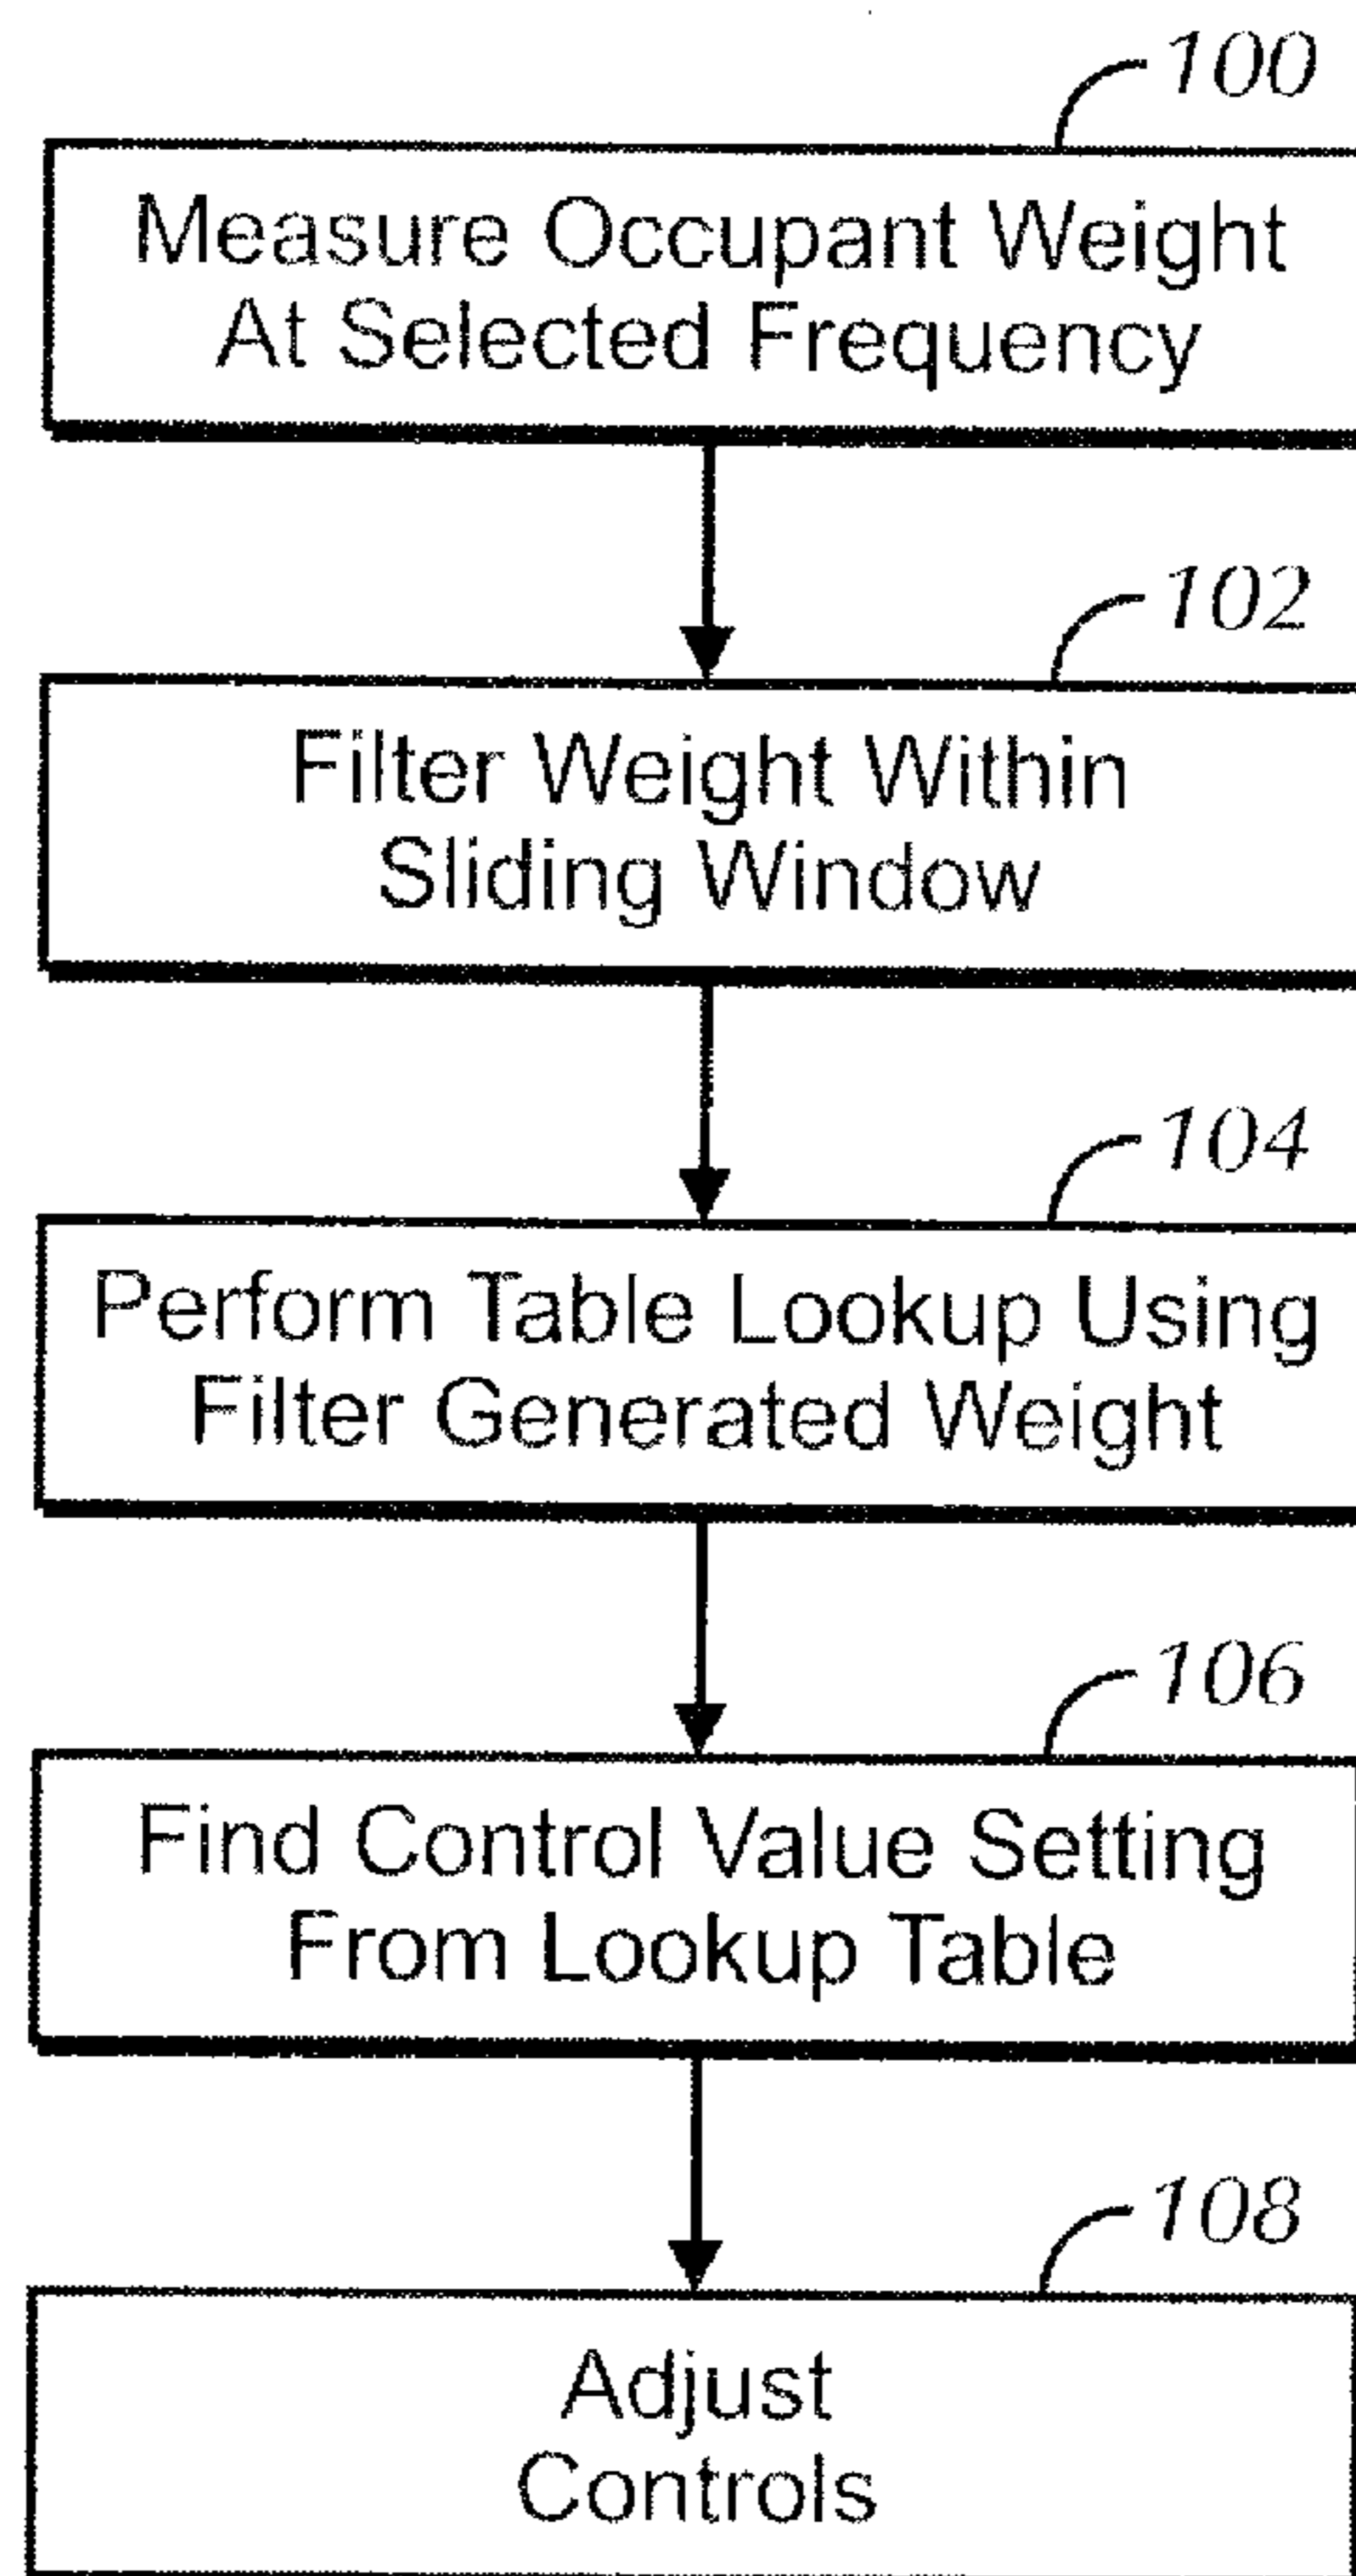 100
Measure Occupant Weight
At Selected Frequency
102
Filter Weight Within
Sliding Window
104
Perform Table Lookup Using
Filter Generated Weight
106
Find Control Value Setting
From Lookup Table
108
Adjust
Controls